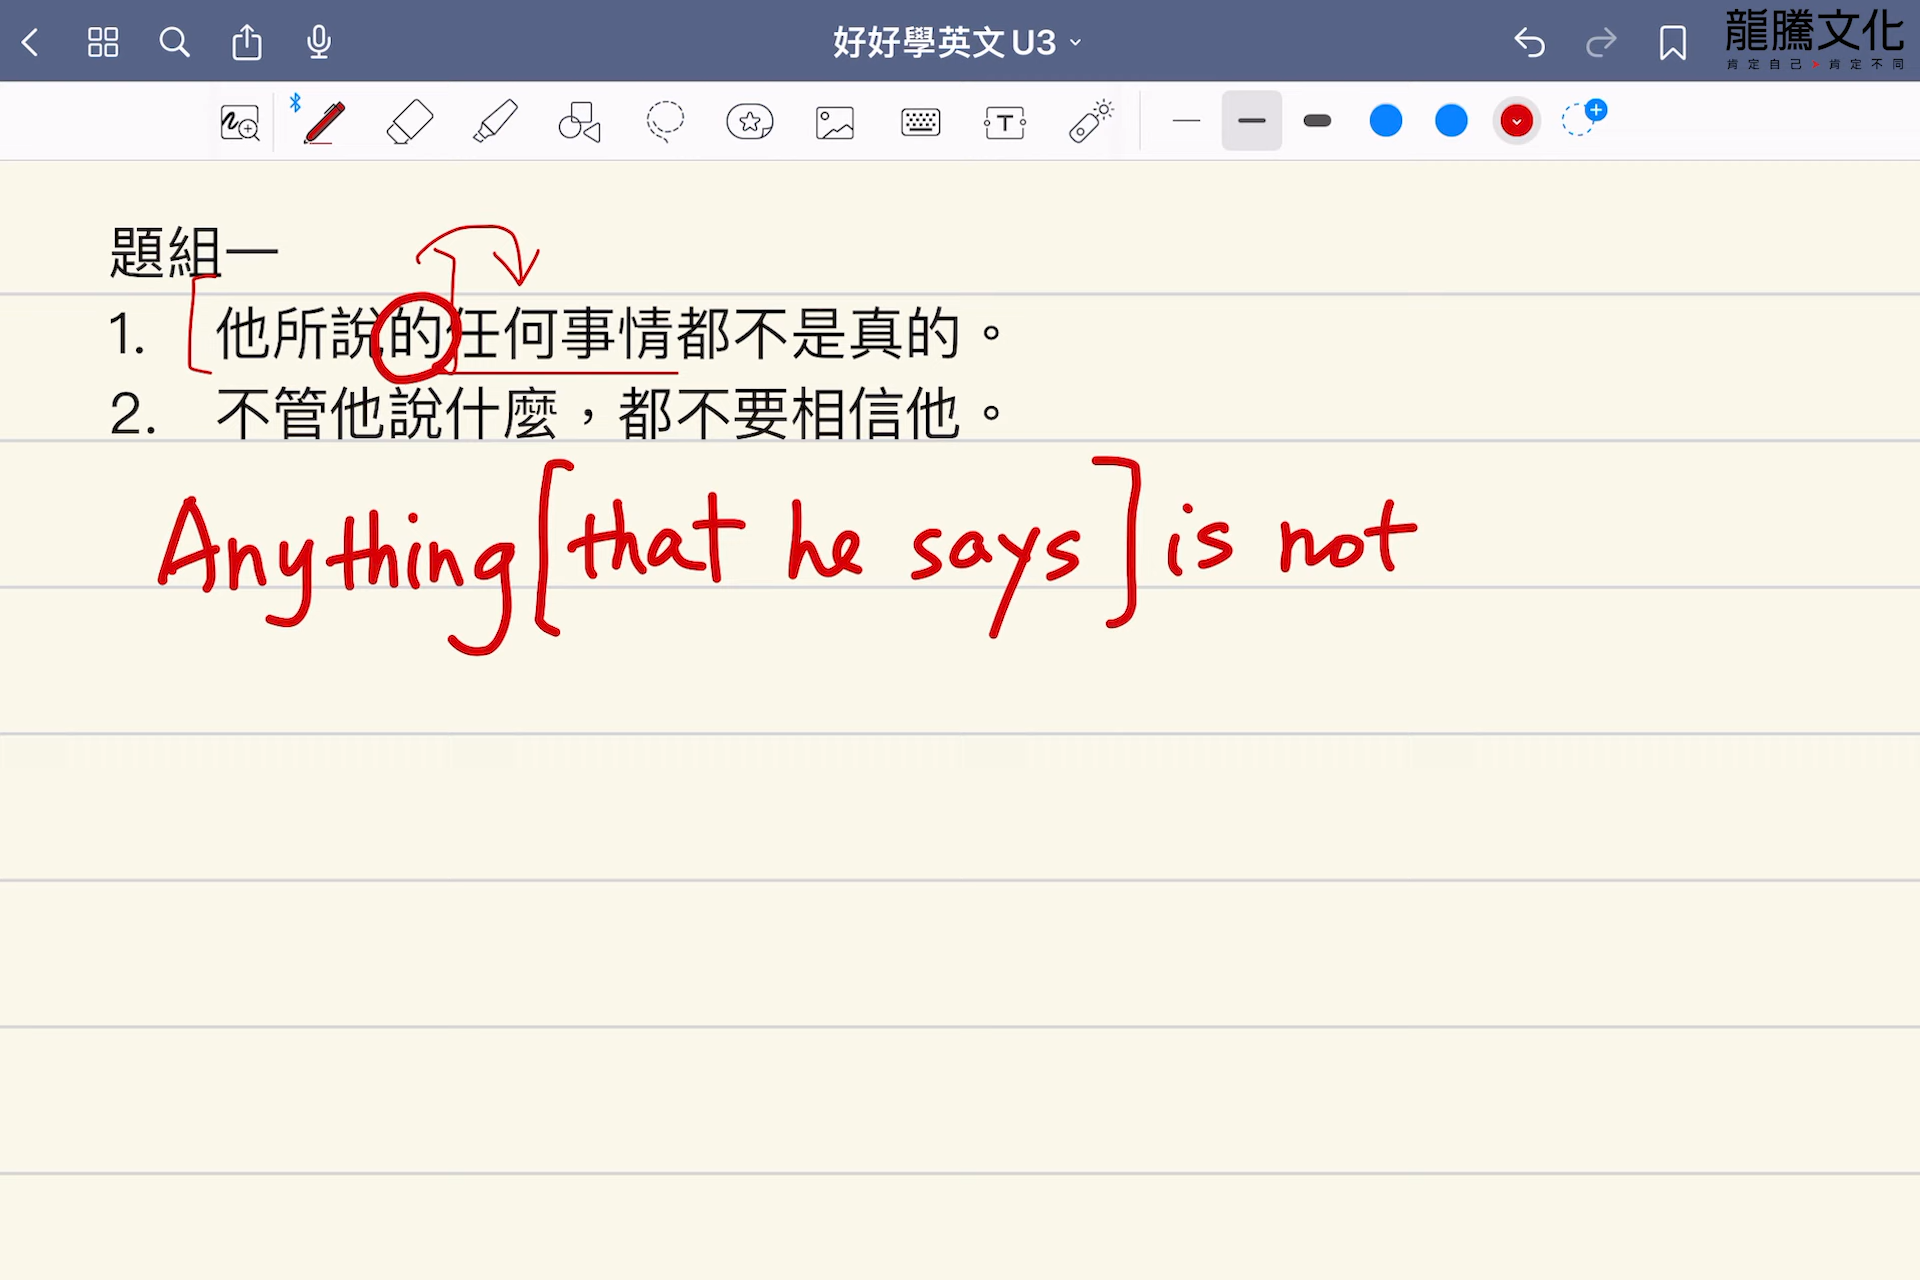 好好學英文 U3
龍騰文化
肯定自己➤肯定不同
題組一
1. 他所說的任何事情都不是真的。
2. 不管他說什麼，都不要相信他。
Anything [that he says] is not